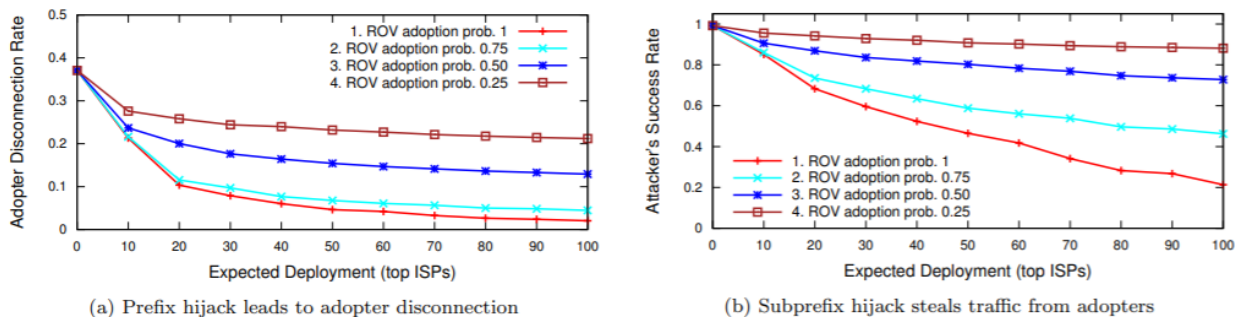 0.5
0.4
0.3
0.2
0.1
0
0 10 20 30 40 50 60 70 80 90 100
Adopter Disconnection Rate
Expected Deployment (top ISPs)
1. ROV adoption prob. 1
2. ROV adoption prob. 0.75
3. ROV adoption prob. 0.50
4. ROV adoption prob. 0.25
(a) Prefix hijack leads to adopter disconnection
1
0.8
0.6
0.4
0.2
0
0 10 20 30 40 50 60 70 80 90 100
Attacker's Success Rate
Expected Deployment (top ISPs)
1. ROV adoption prob. 1
2. ROV adoption prob. 0.75
3. ROV adoption prob. 0.50
4. ROV adoption prob. 0.25
(b) Subprefix hijack steals traffic from adopters